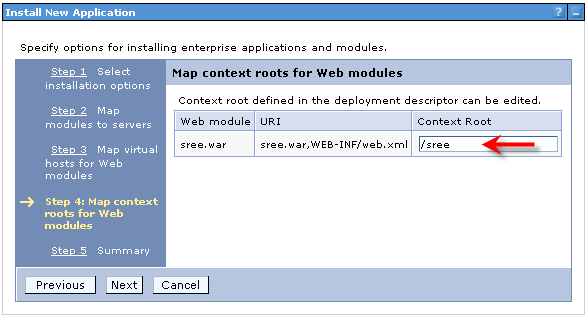 Install New Application
? –
Specify options for installing enterprise applications and modules.
Step 1 Select
installation options
Step 2 Map
modules to servers
Step 3 Map virtual
hosts for Web
modules
Step 4: Map context
roots for Web
modules
Step 5 Summary
Map context roots for Web modules
Context root defined in the deployment descriptor can be edited.
Web module URI Context Root
sree.war sree.war,WEB-INF/web.xml /sree
Previous Next Cancel